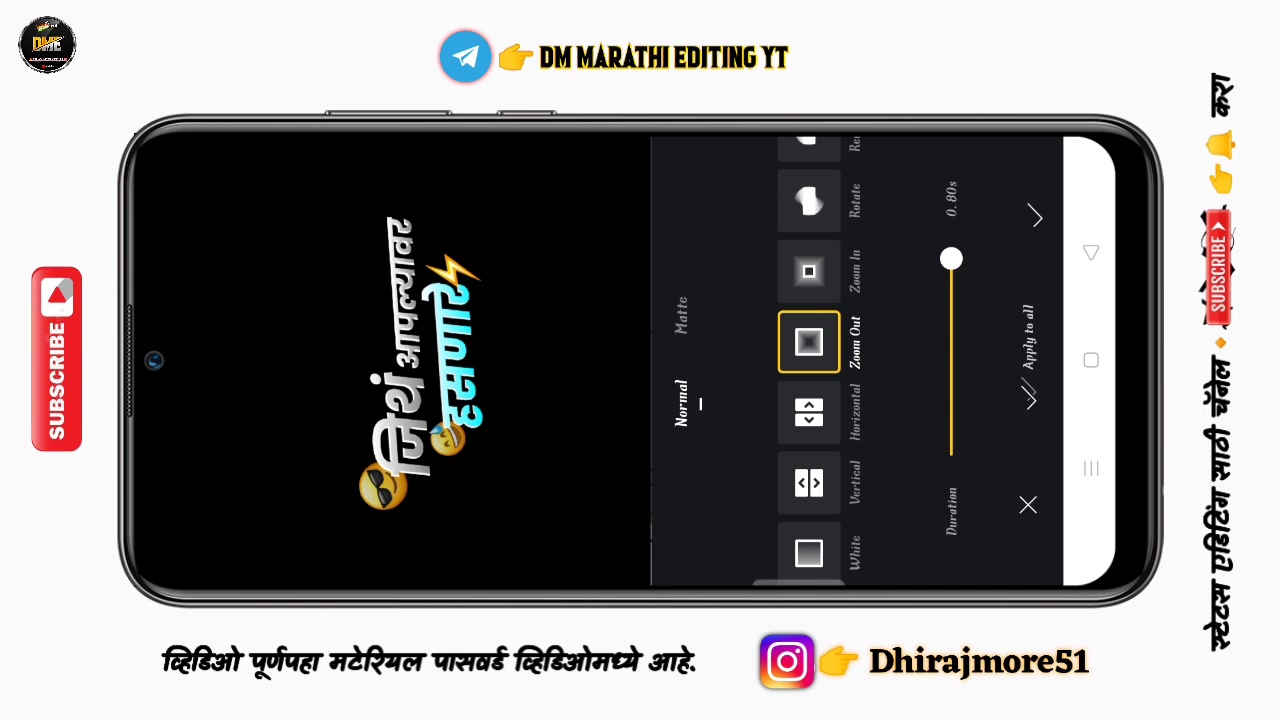 DME
DM MARATHI EDITING YT
SUBSCRIBE
जिथं आपल्यावर
हसणारे
Normal
Matte
White
Vertical
Horizontal
Zoom Out
Zoom In
Rotate
Duration
0.80s
Apply to all
स्टेटस एडिटिंग साठी चॅनेल
SUBSCRIBE
करा
व्हिडिओ पूर्णपहा मटेरियल पासवर्ड व्हिडिओमध्ये आहे.
Dhirajmore51